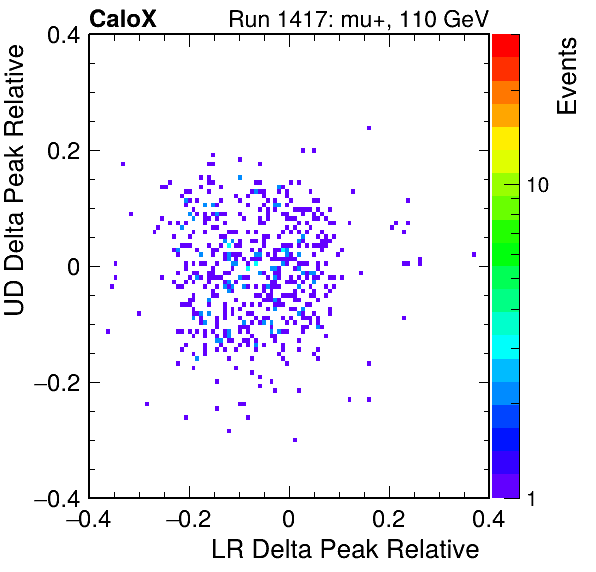 CaloX Run 1417: mu+, 110 GeV
UD Delta Peak Relative
0.4
0.2
0
−0.2
−0.4
−0.4 −0.2 0 0.2 0.4
LR Delta Peak Relative
Events
10
1